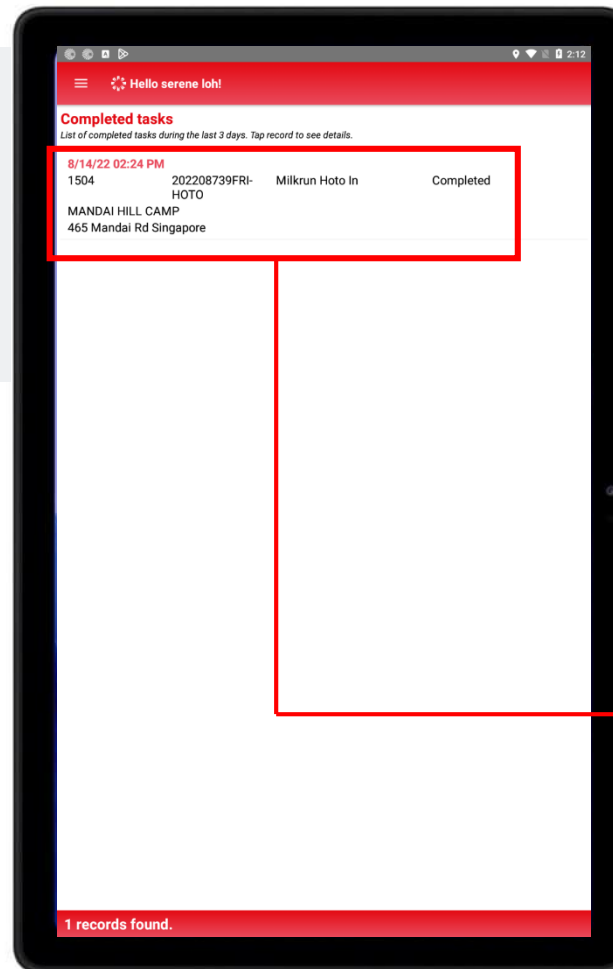 2:12
Hello serene loh!
Completed tasks
List of completed tasks during the last 3 days. Tap record to see details.
8/14/22 02:24 PM
1504 202208739FRI- Milkrun Hoto In Completed
HOTO
MANDAI HILL CAMP
465 Mandai Rd Singapore
1 records found.